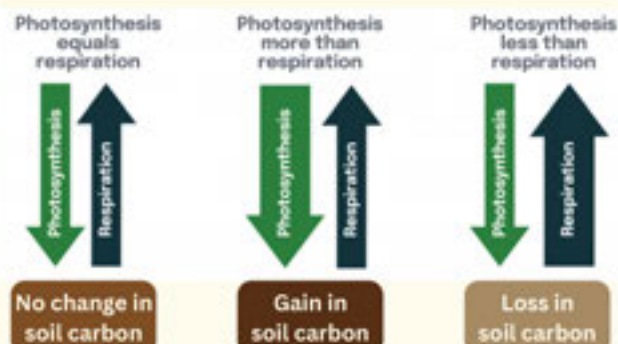 Photosynthesis
equals
respiration
Photosynthesis
Respiration
No change in
soil carbon
Photosynthesis
more than
respiration
Photosynthesis
Respiration
Gain in
soil carbon
Photosynthesis
less than
respiration
Photosynthesis
Respiration
Loss in
soil carbon